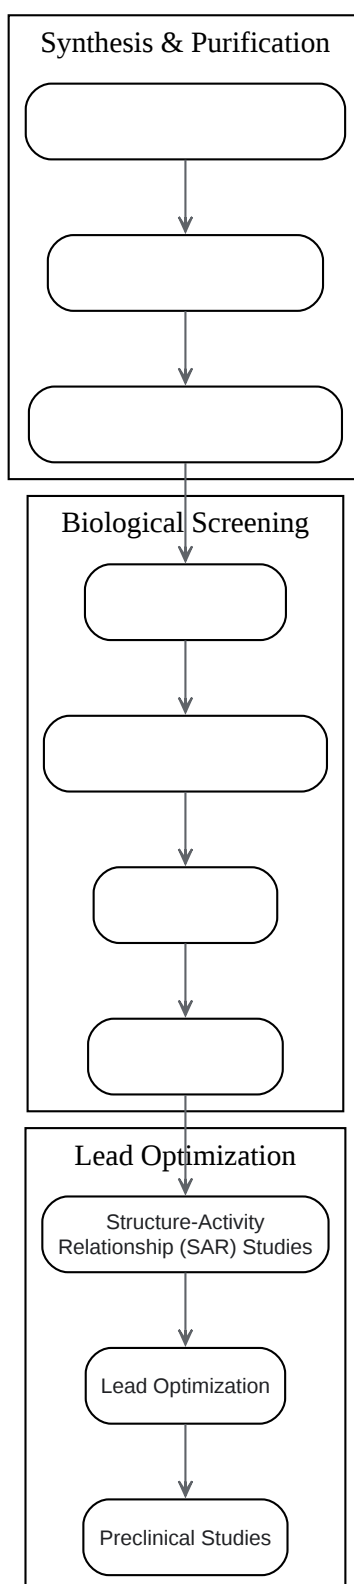 Synthesis & Purification
Biological Screening
Lead Optimization
Structure-Activity
Relationship (SAR) Studies
Lead Optimization
Preclinical Studies